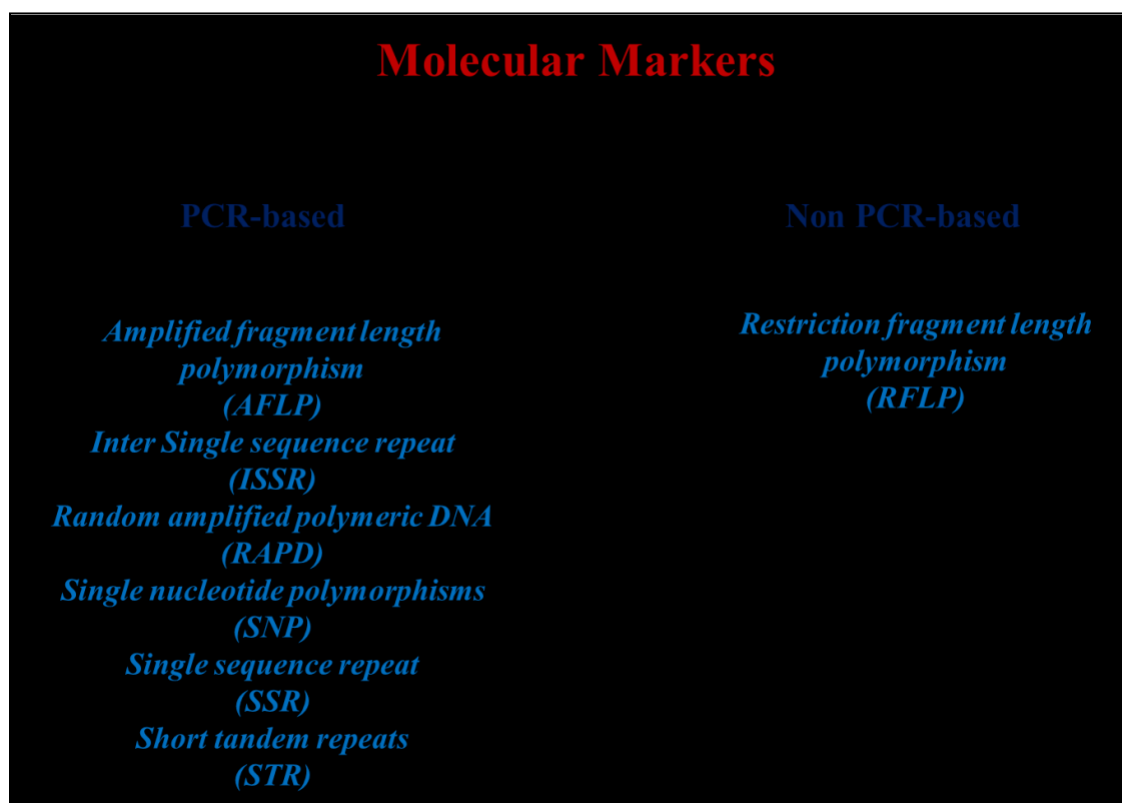 Molecular Markers
PCR-based
Non PCR-based
Amplified fragment length
polymorphism
(AFLP)
Inter Single sequence repeat
(ISSR)
Random amplified polymeric DNA
(RAPD)
Single nucleotide polymorphisms
(SNP)
Single sequence repeat
(SSR)
Short tandem repeats
(STR)
Restriction fragment length
polymorphism
(RFLP)